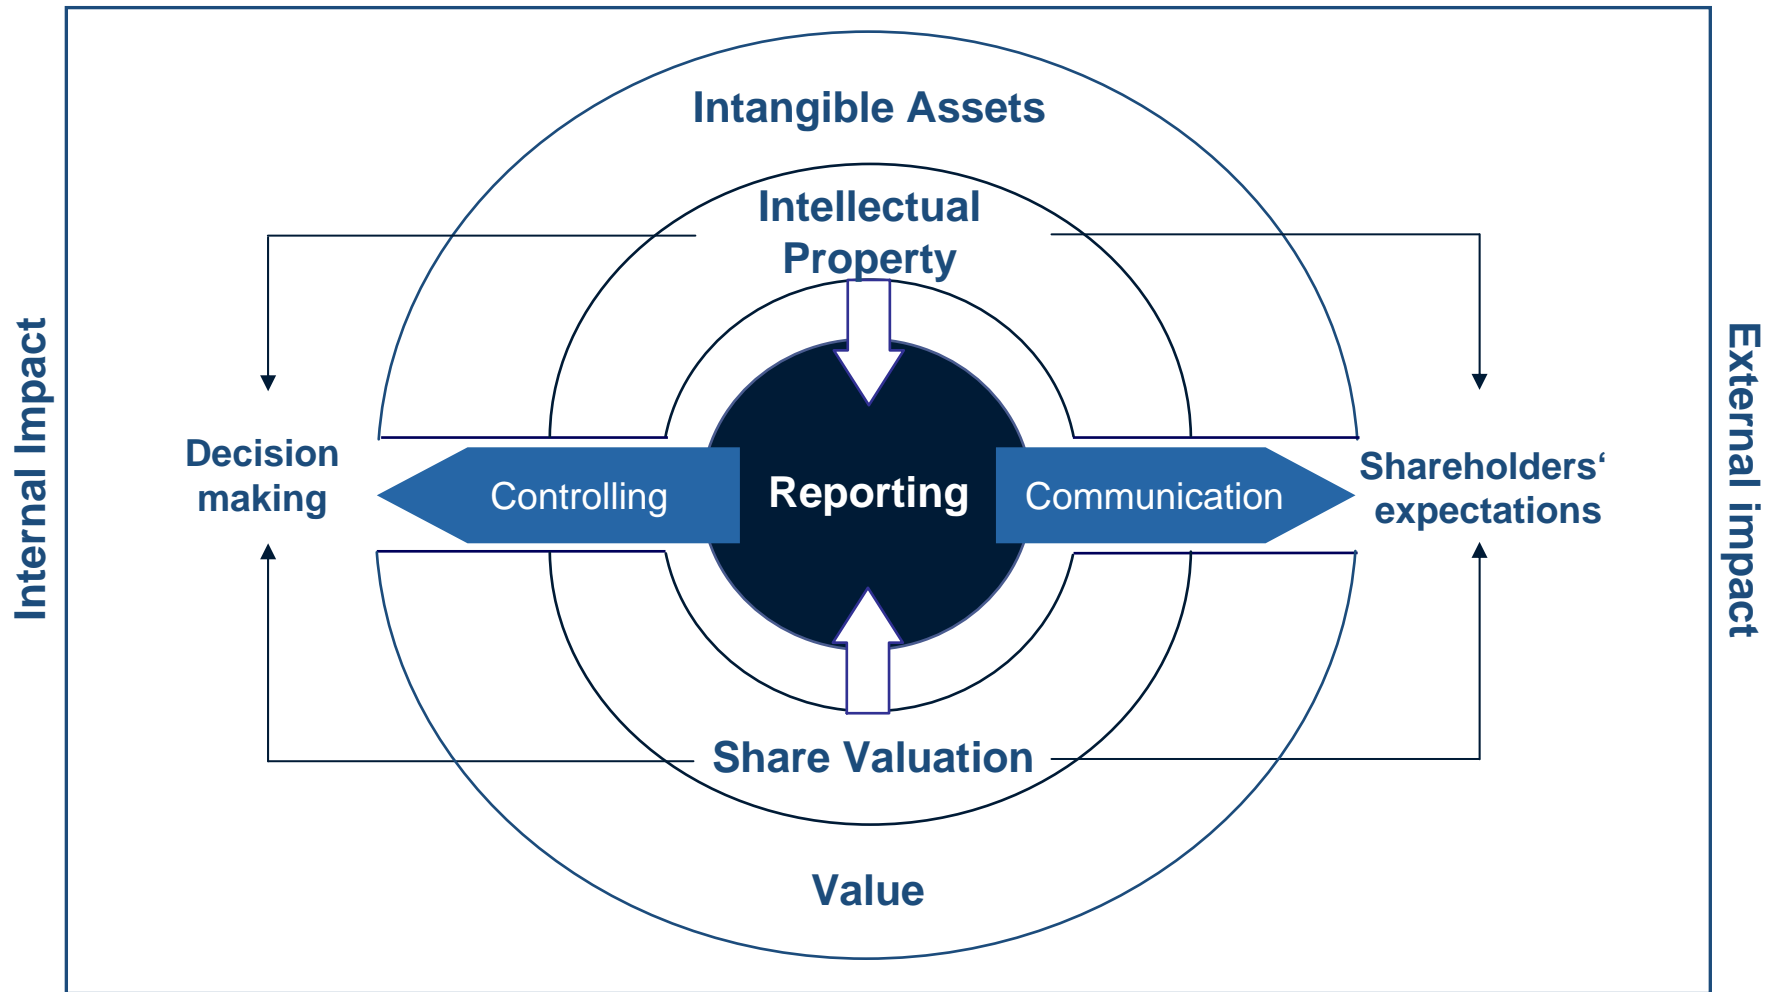 Intangible Assets
Intellectual
Property
Internal Impact
External impact
Decision
making
Controlling
Reporting
Communication
Shareholders‘
expectations
Share Valuation
Value